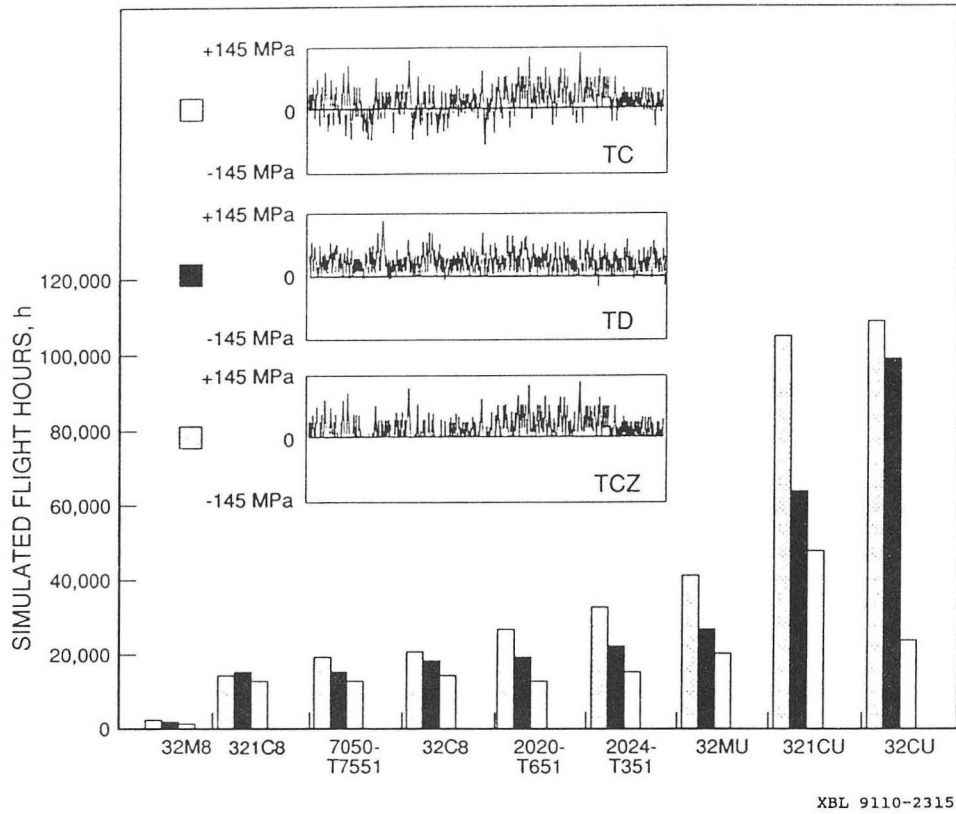 +145 MPa
0
-145 MPa
TC
+145 MPa
0
-145 MPa
TD
+145 MPa
0
-145 MPa
TCZ
SIMULATED FLIGHT HOURS, h
120,000
100,000
80,000
60,000
40,000
20,000
0
32M8 321C8 7050- 32C8 2020- 2024- 32MU 321CU 32CU
T7551 T651 T351
XBL 9110-2315